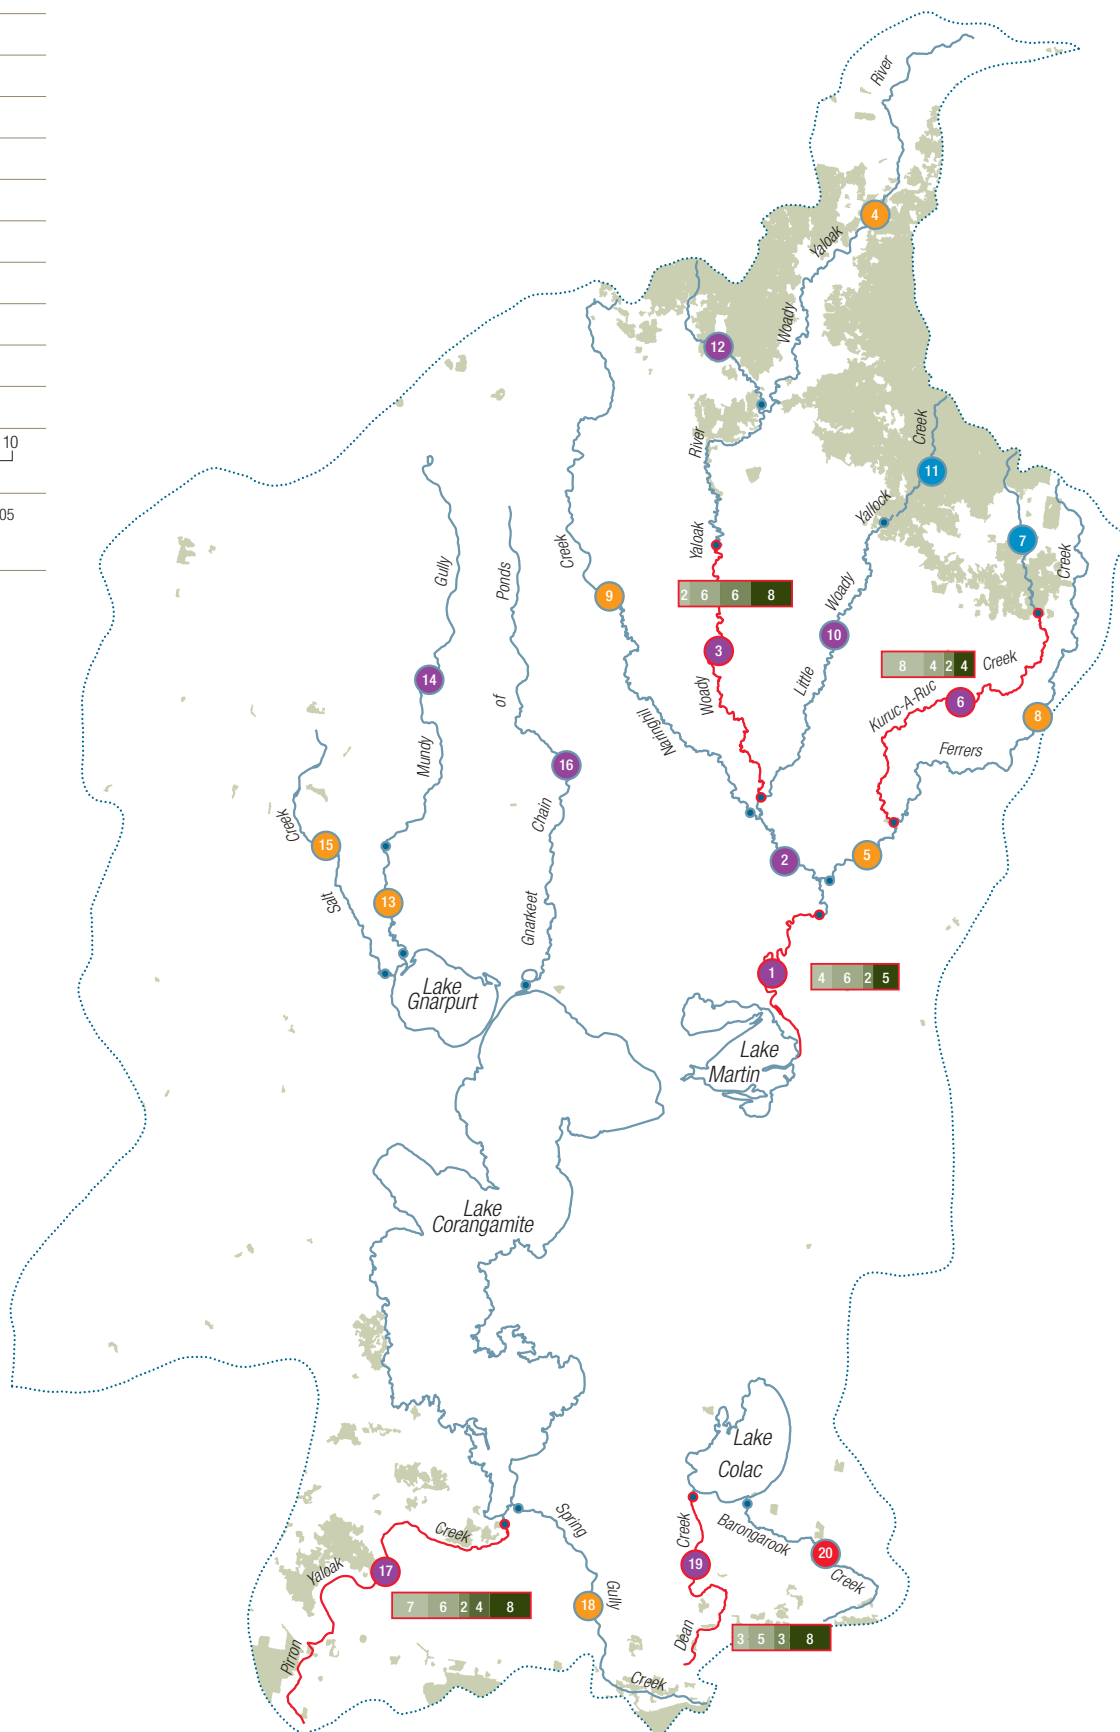 River
4
Yaloak
Woady
12
10
05
River
Creek
11
Yallock
7
Creek
Yaloak
Creek
Gully
Ponds
9
2 6 6 8
Woady
10
3
Little
Woady
8 4 2 4
Creek
Kuruc-A-Ruc
6
8
Ferrers
14
of
Naringhil
Mundy
16
Chain
Creek
15
2
5
13
Salt
Gnarkeet
1
4 6 2 5
Lake
Gnarpurt
Lake
Martin
Lake
Corangamite
Lake
Colac
Spring
Creek
Creek
Barongarook
20
Creek
Yaloak
17
19
7 6 2 4 8
18
Gully
Dean
3 5 3 8
Pirron
Creek